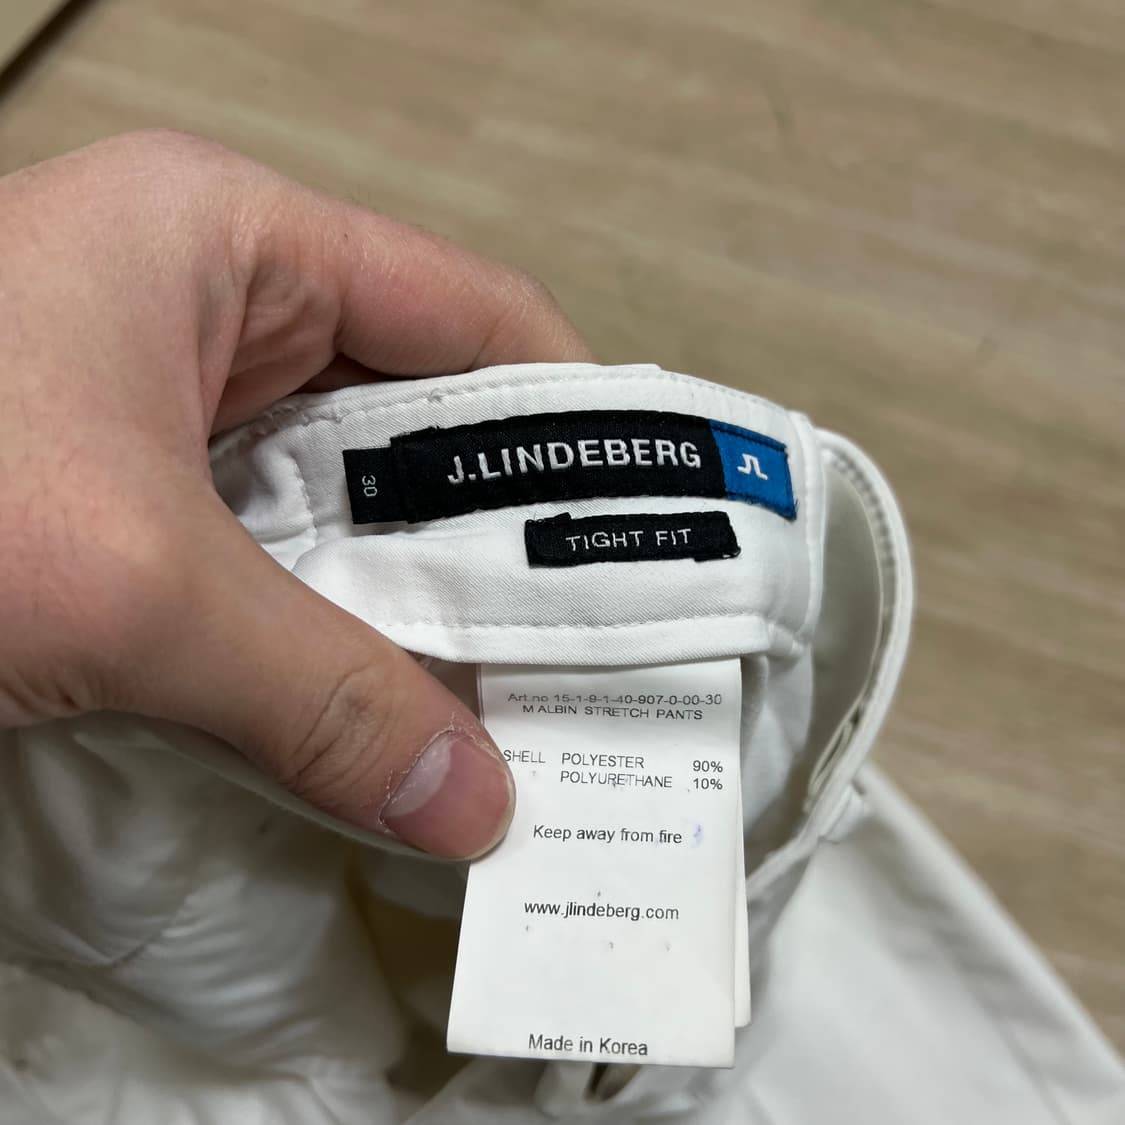 30
J.LINDEBERG
TIGHT FIT
Art.no 15-1-9-1-40-907-0-00-30
M ALBIN STRETCH PANTS
SHELL POLYESTER 90%
POLYURETHANE 10%
Keep away from fire
www.jlindeberg.com
Made in Korea